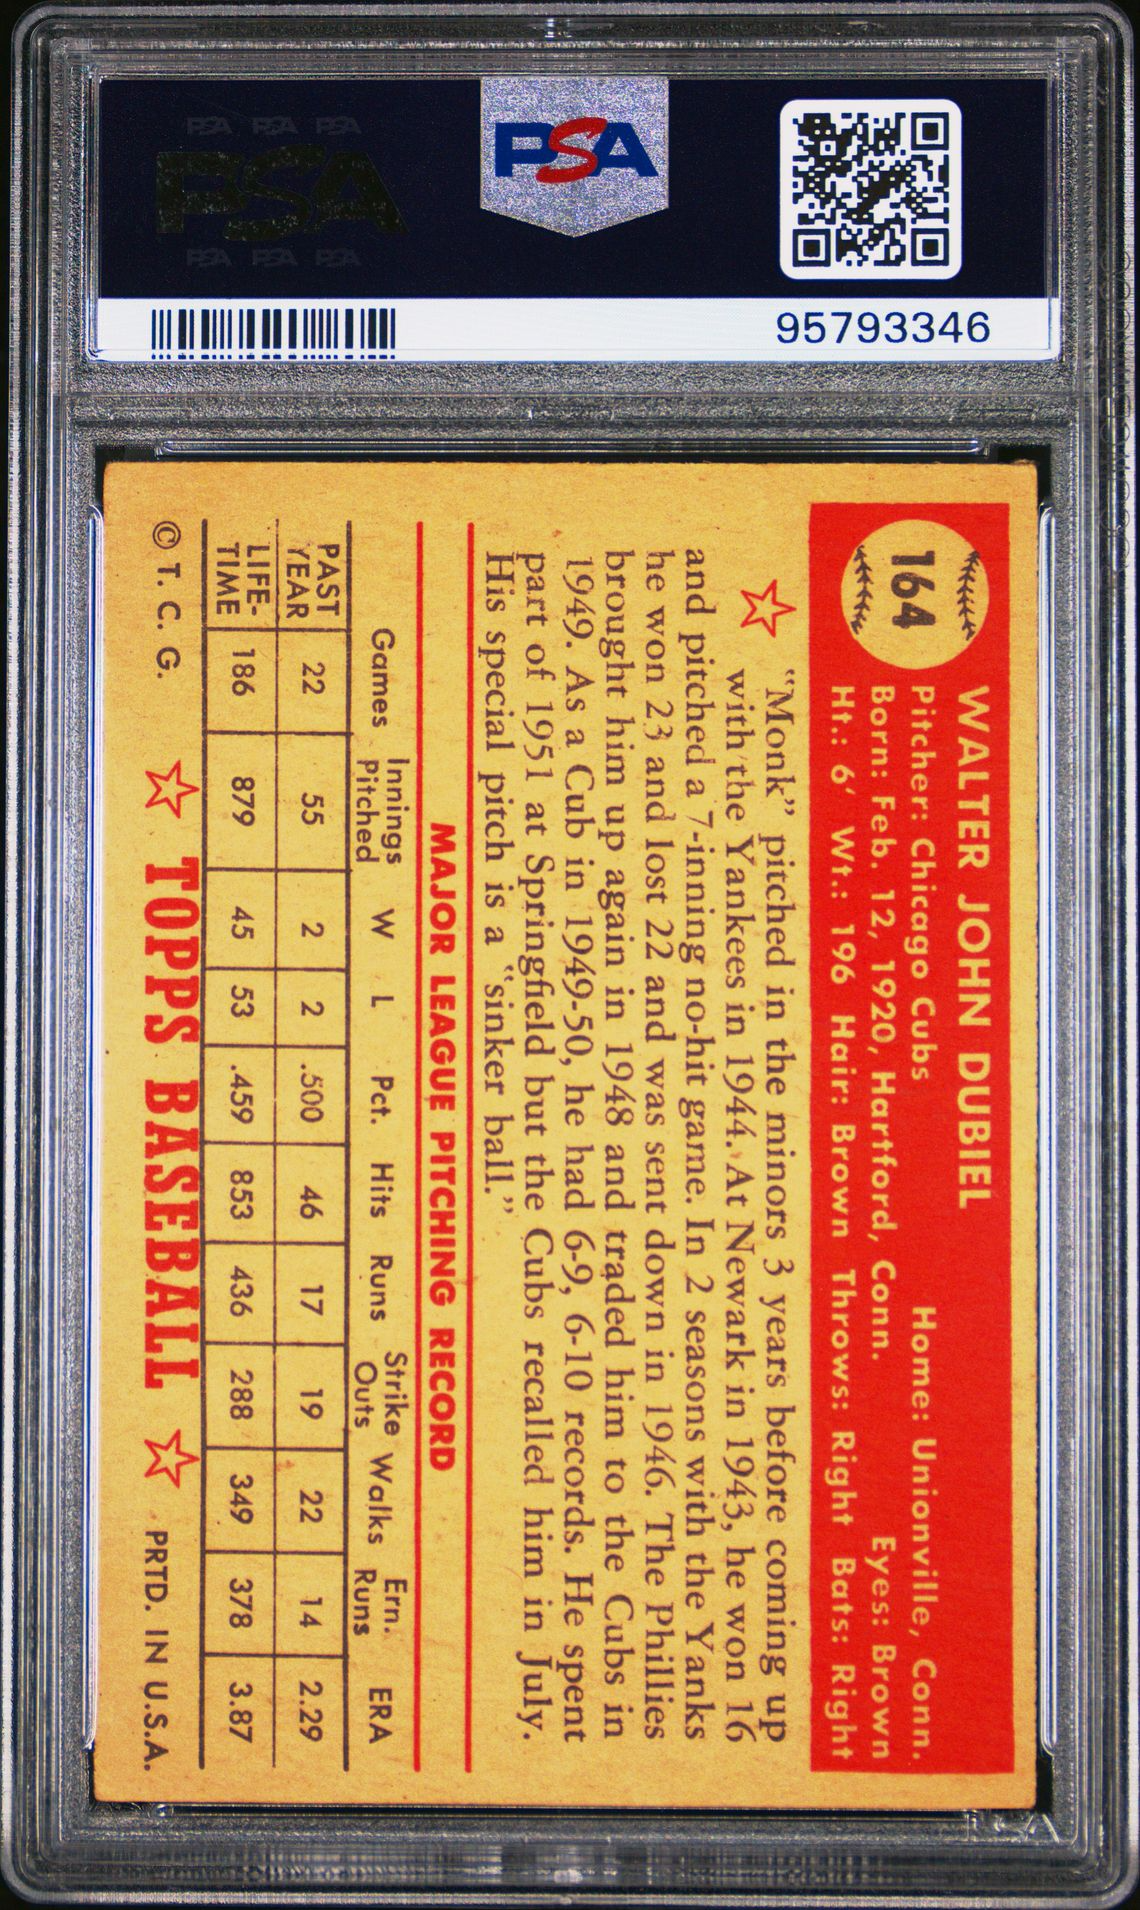 PSA PSA PSA
PSA
PSA PSA PSA
PSA
95793346
164
WALTER JOHN DUBIEL
Pitcher: Chicago Cubs Home: Unionville, Conn.
Born: Feb. 12, 1920, Hartford, Conn. Eyes: Brown
Ht.: 6' Wt.: 196 Hair: Brown Throws: Right Bats: Right
"Monk" pitched in the minors 3 years before coming up
with the Yankees in 1944. At Newark in 1943, he won 16
and pitched a 7-inning no-hit game. In 2 seasons with the Yanks
he won 23 and lost 22 and was sent down in 1946. The Phillies
brought him up again in 1948 and traded him to the Cubs in
1949. As a Cub in 1949-50, he had 6-9, 6-10 records. He spent
part of 1951 at Springfield but the Cubs recalled him in July.
His special pitch is a "sinker ball."
MAJOR LEAGUE PITCHING RECORD
Games Innings Pitched W L Pct. Hits Runs Strike Outs Walks Ern. Runs ERA
PAST YEAR 22 55 2 2 .500 46 17 19 22 14 2.29
LIFE-TIME 186 879 45 53 .459 853 436 288 349 378 3.87
© T. C. G. TOPPS BASEBALL PRTD. IN U.S.A.